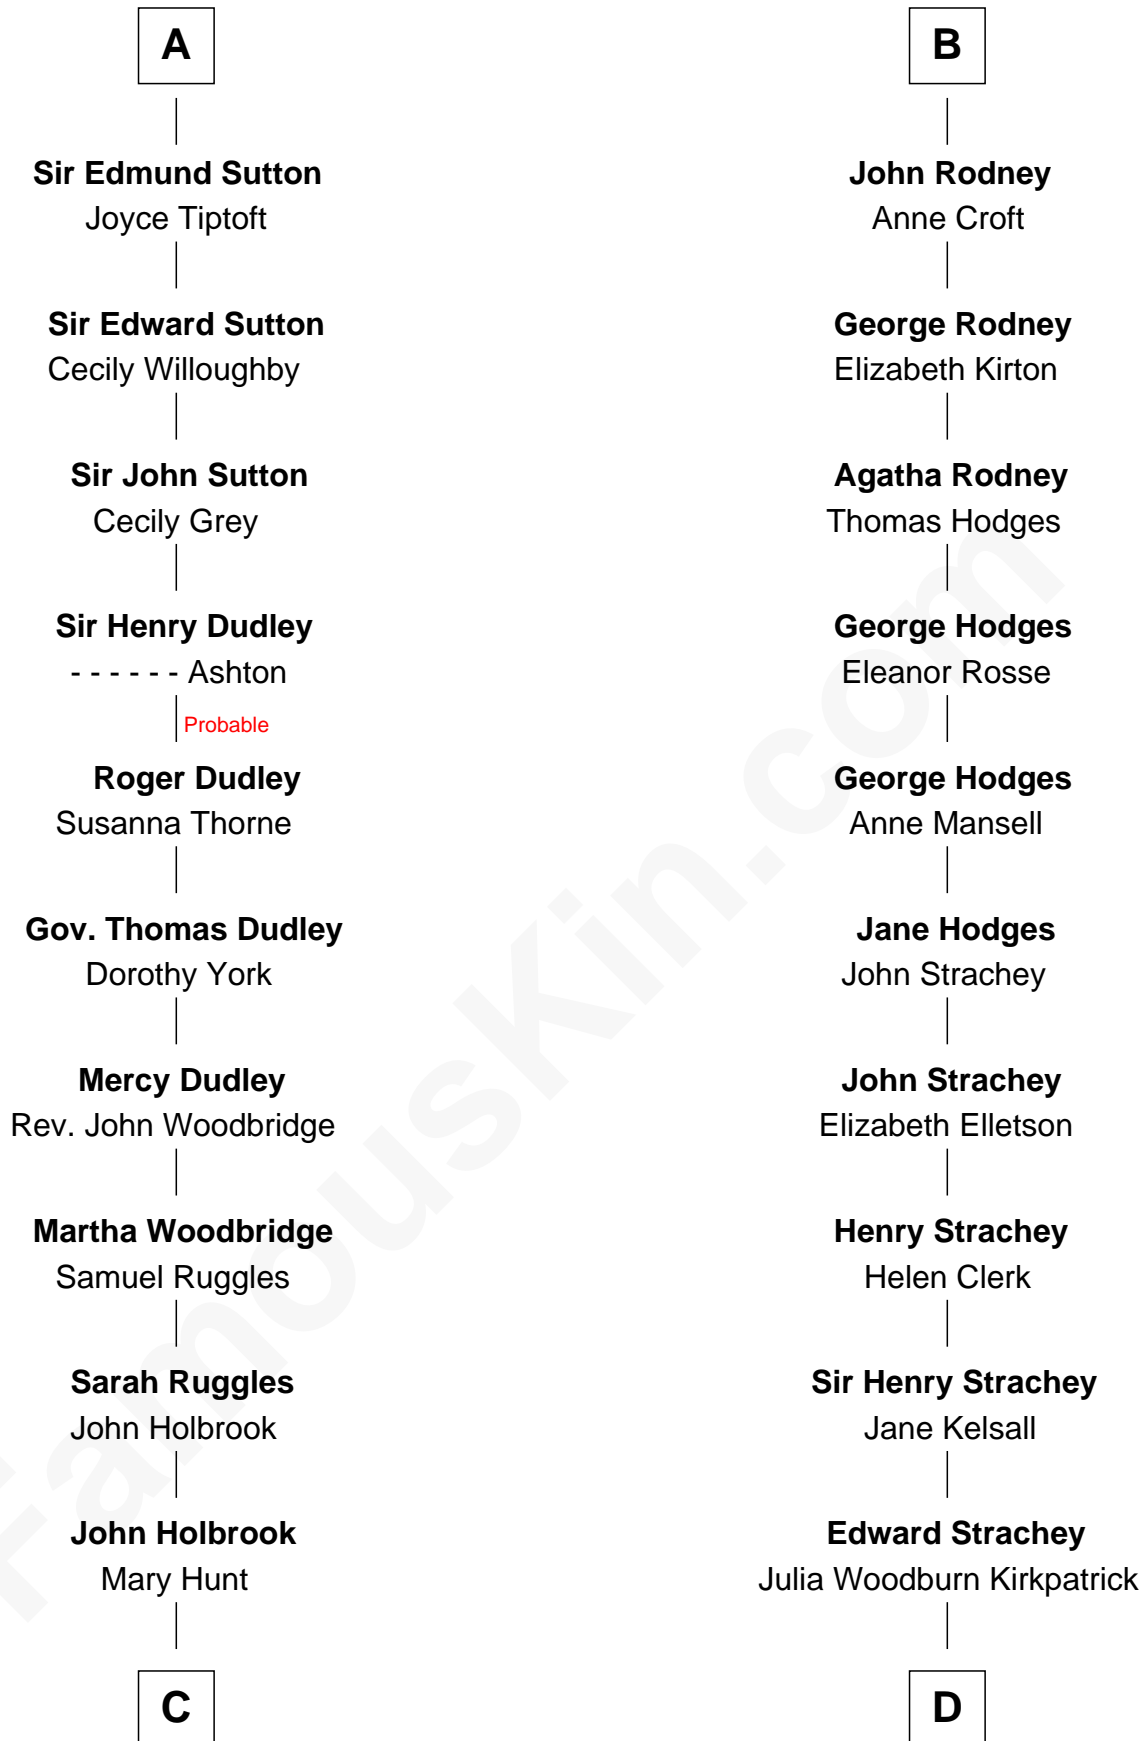 A
Sir Edmund Sutton
Joyce Tiptoft
Sir Edward Sutton
Cecily Willoughby
Sir John Sutton
Cecily Grey
Sir Henry Dudley
- - - - - - Ashton
Probable
Roger Dudley
Susanna Thorne
Gov. Thomas Dudley
Dorothy York
Mercy Dudley
Rev. John Woodbridge
Martha Woodbridge
Samuel Ruggles
Sarah Ruggles
John Holbrook
John Holbrook
Mary Hunt
C
B
John Rodney
Anne Croft
George Rodney
Elizabeth Kirton
Agatha Rodney
Thomas Hodges
George Hodges
Eleanor Rosse
George Hodges
Anne Mansell
Jane Hodges
John Strachey
John Strachey
Elizabeth Elletson
Henry Strachey
Helen Clerk
Sir Henry Strachey
Jane Kelsall
Edward Strachey
Julia Woodburn Kirkpatrick
D
FamousKin.com